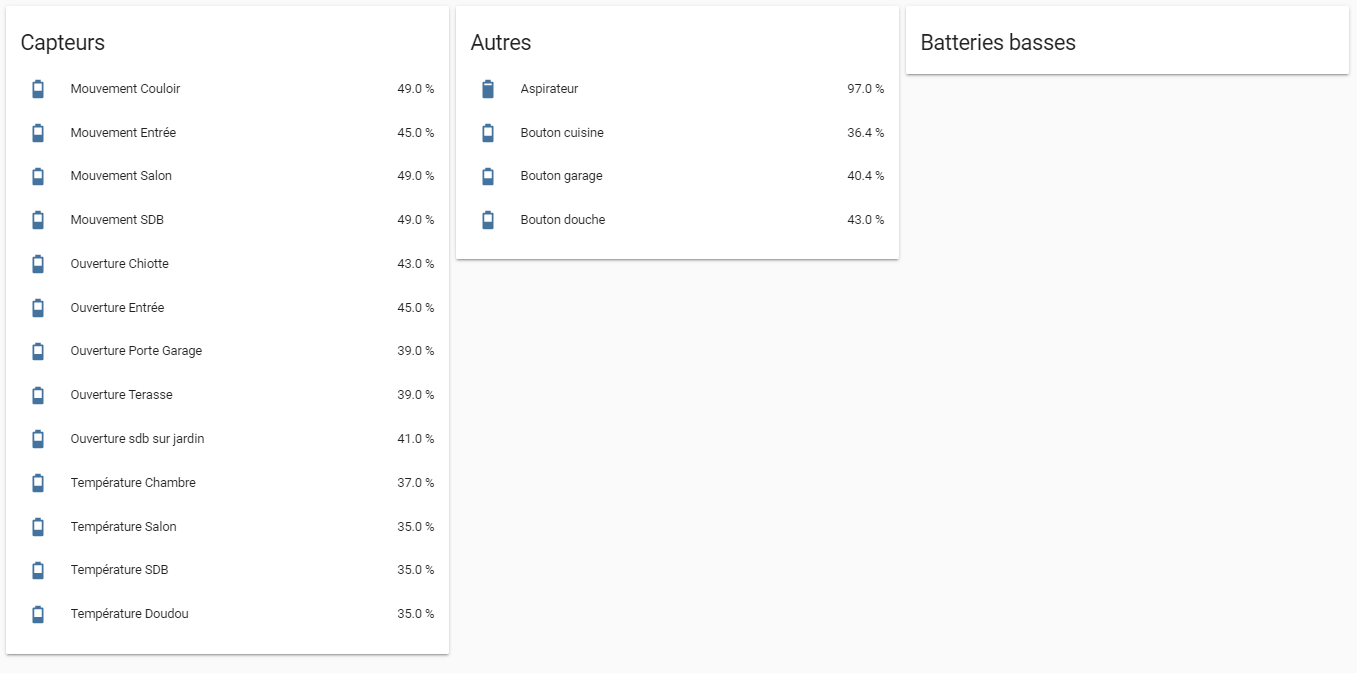 Capteurs
Mouvement Couloir 49.0 %
Mouvement Entrée 45.0 %
Mouvement Salon 49.0 %
Mouvement SDB 49.0 %
Ouverture Chiotte 43.0 %
Ouverture Entrée 45.0 %
Ouverture Porte Garage 39.0 %
Ouverture Terasse 39.0 %
Ouverture sdb sur jardin 41.0 %
Température Chambre 37.0 %
Température Salon 35.0 %
Température SDB 35.0 %
Température Doudou 35.0 %
Autres
Aspirateur 97.0 %
Bouton cuisine 36.4 %
Bouton garage 40.4 %
Bouton douche 43.0 %
Batteries basses